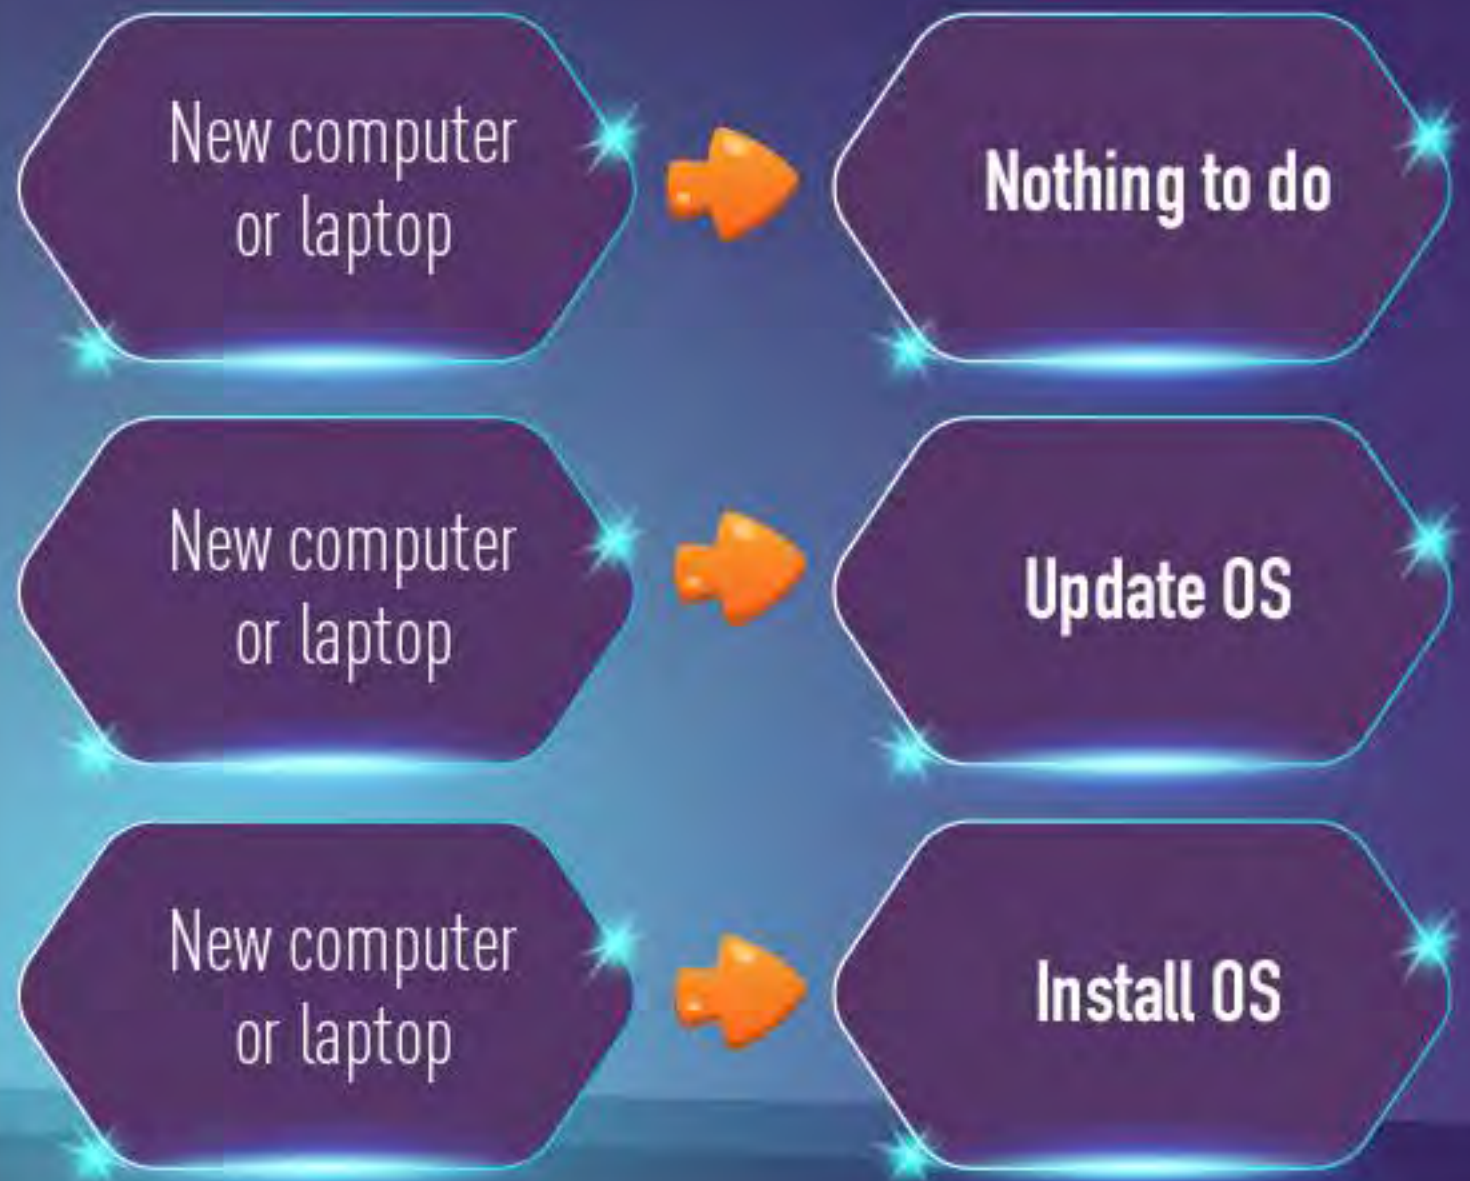 New computer
or laptop
Nothing to do
New computer
or laptop
Update OS
New computer
or laptop
Install OS